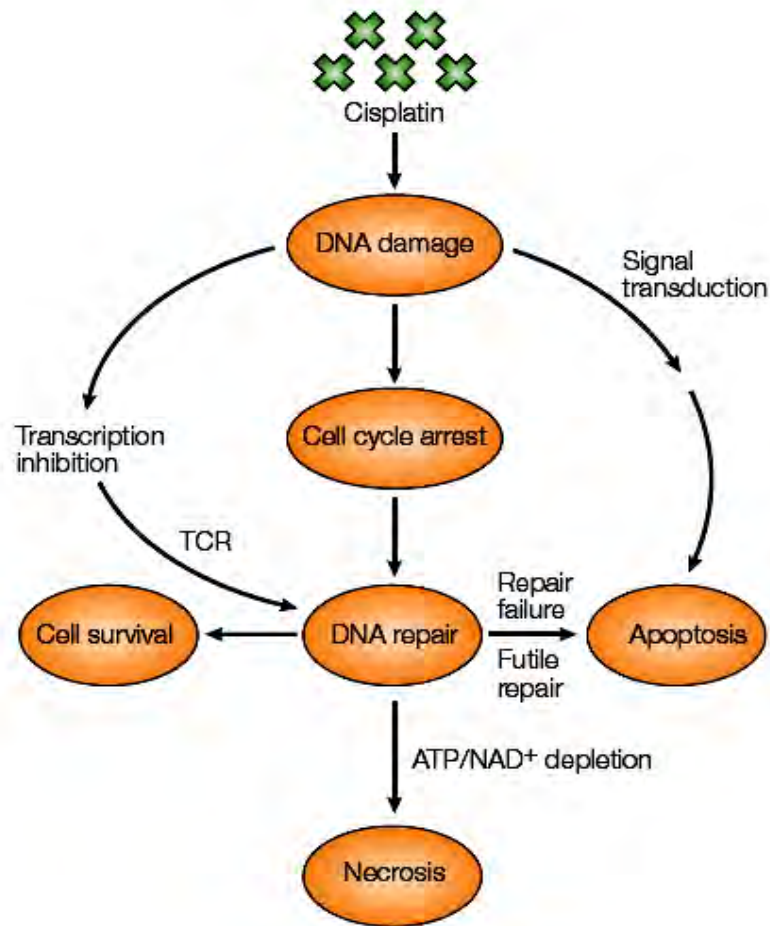 Cisplatin
DNA damage
Signal
transduction
Cell cycle arrest
Transcription
inhibition
TCR
Repair
failure
Cell survival
DNA repair
Apoptosis
Futile
repair
ATP/NAD⁺ depletion
Necrosis